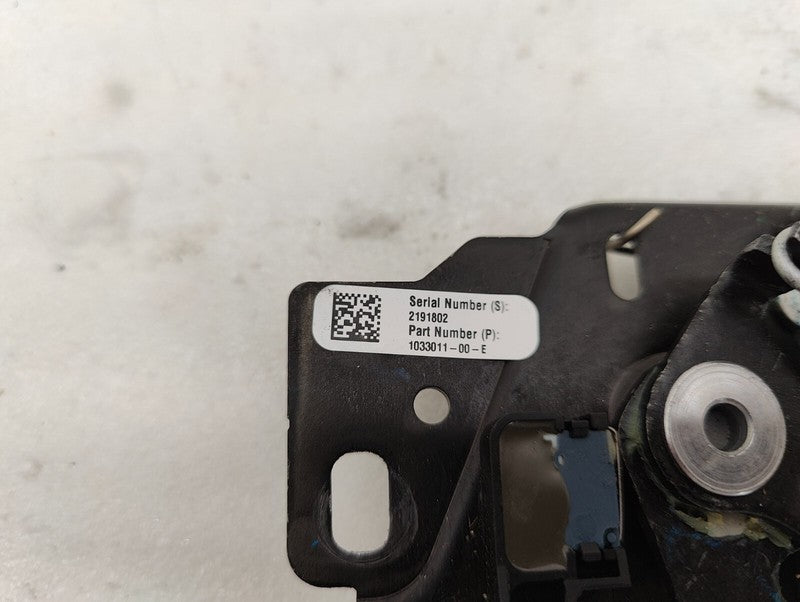 Serial Number (S):
2191802
Part Number (P):
1033011-00-E